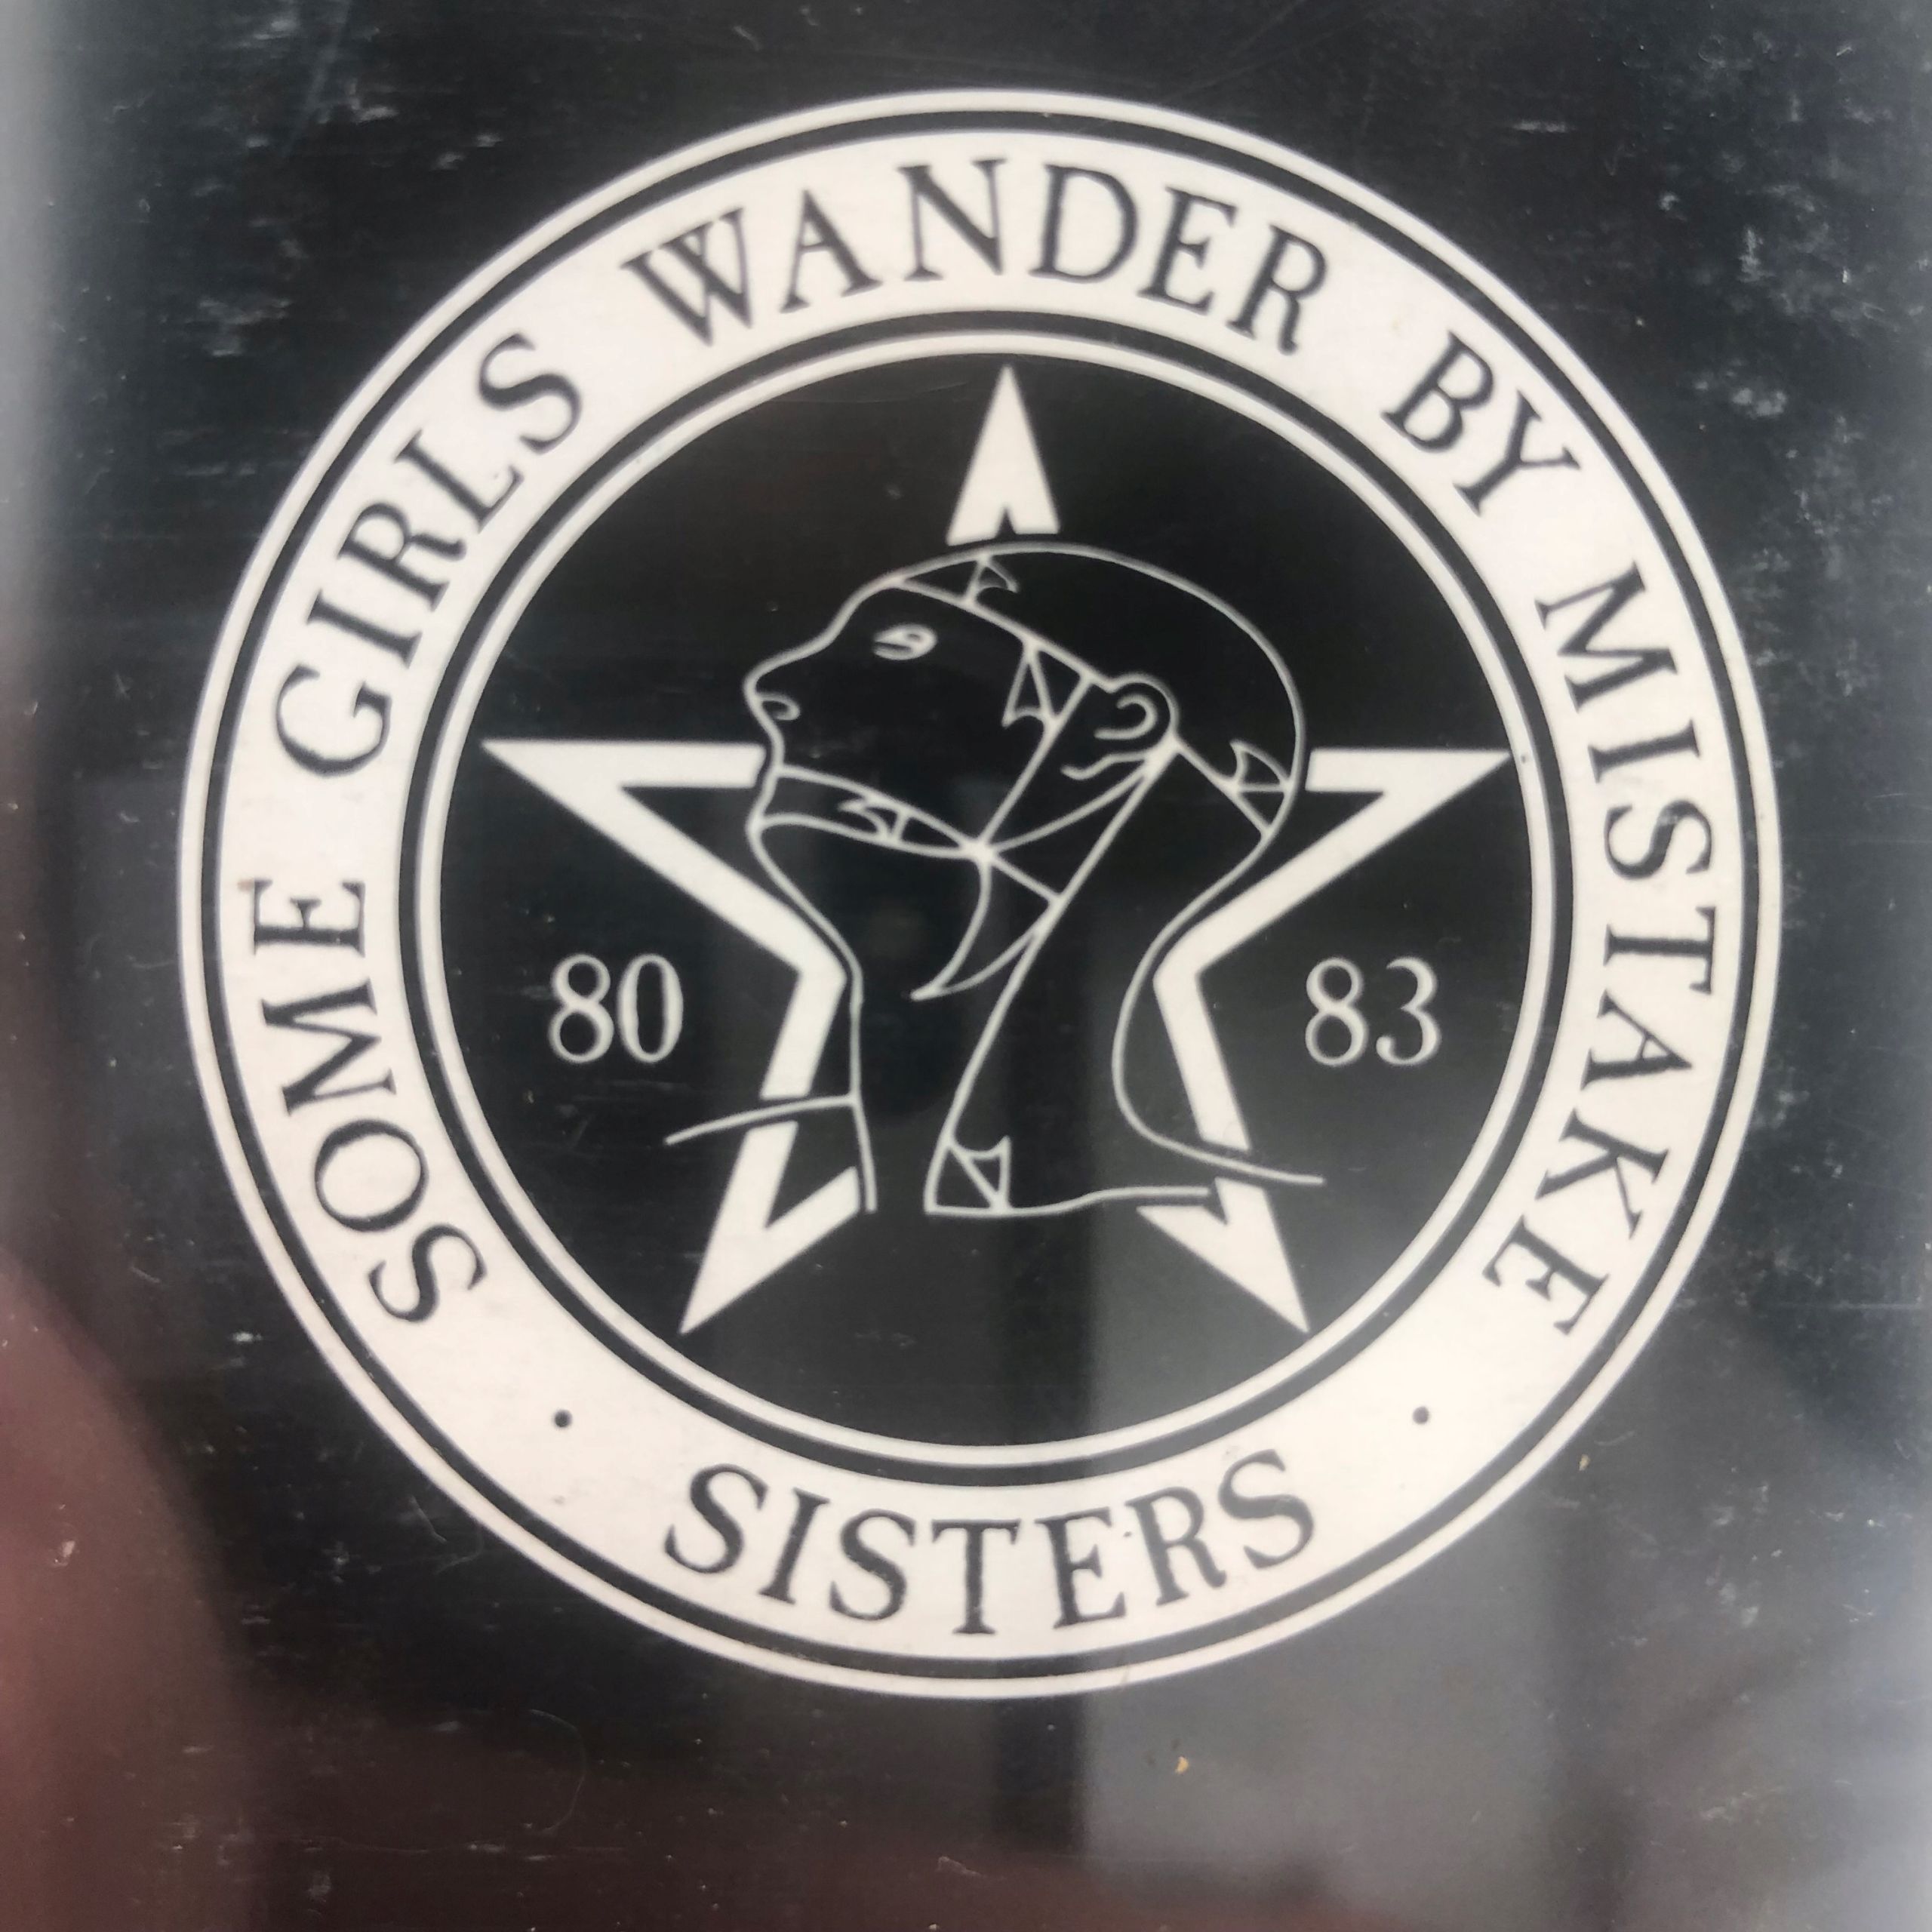 SOME GIRLS WANDER BY MISTAKE
80
83
· SISTERS ·